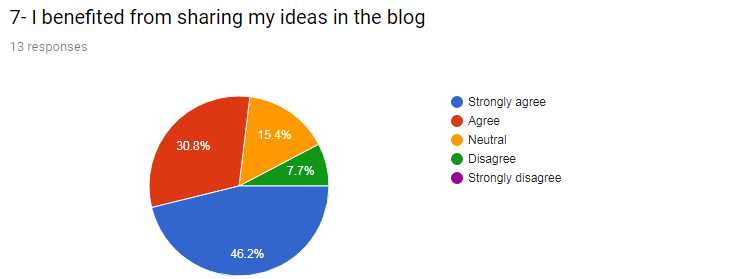 7- I benefited from sharing my ideas in the blog
13 responses
30.8%
15.4%
7.7%
46.2%
Strongly agree
Agree
Neutral
Disagree
Strongly disagree